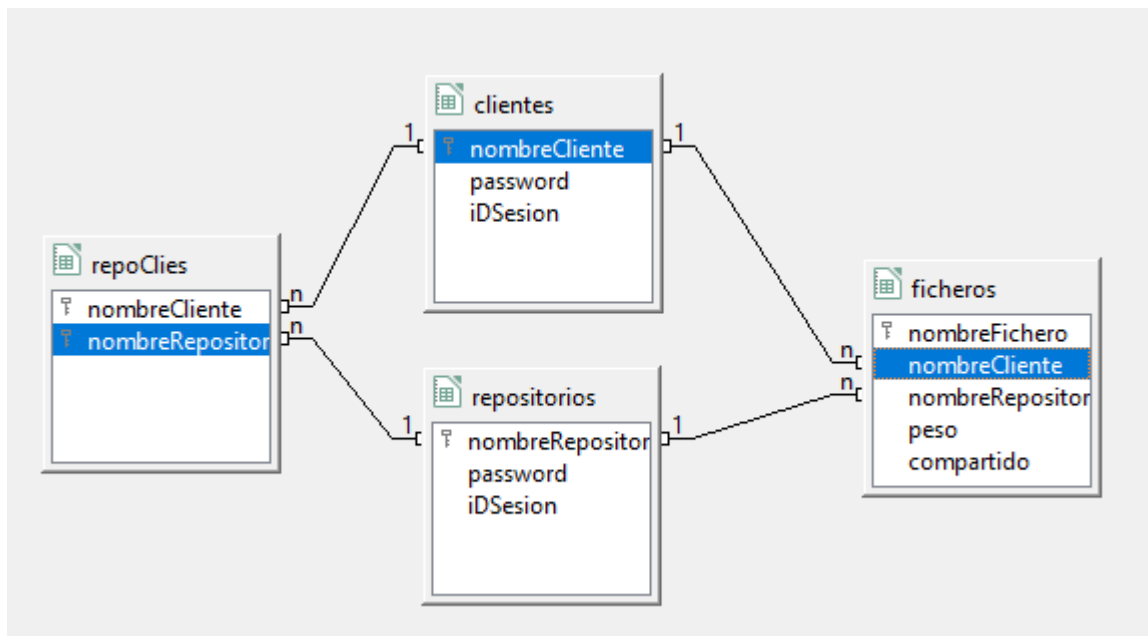 clientes
nombreCliente
password
iDSesion
repoClies
nombreCliente
nombreRepositor
repositorios
nombreRepositor
password
iDSesion
ficheros
nombreFichero
nombreCliente
nombreRepositor
peso
compartido
1
1
n
n
1
1
n
n